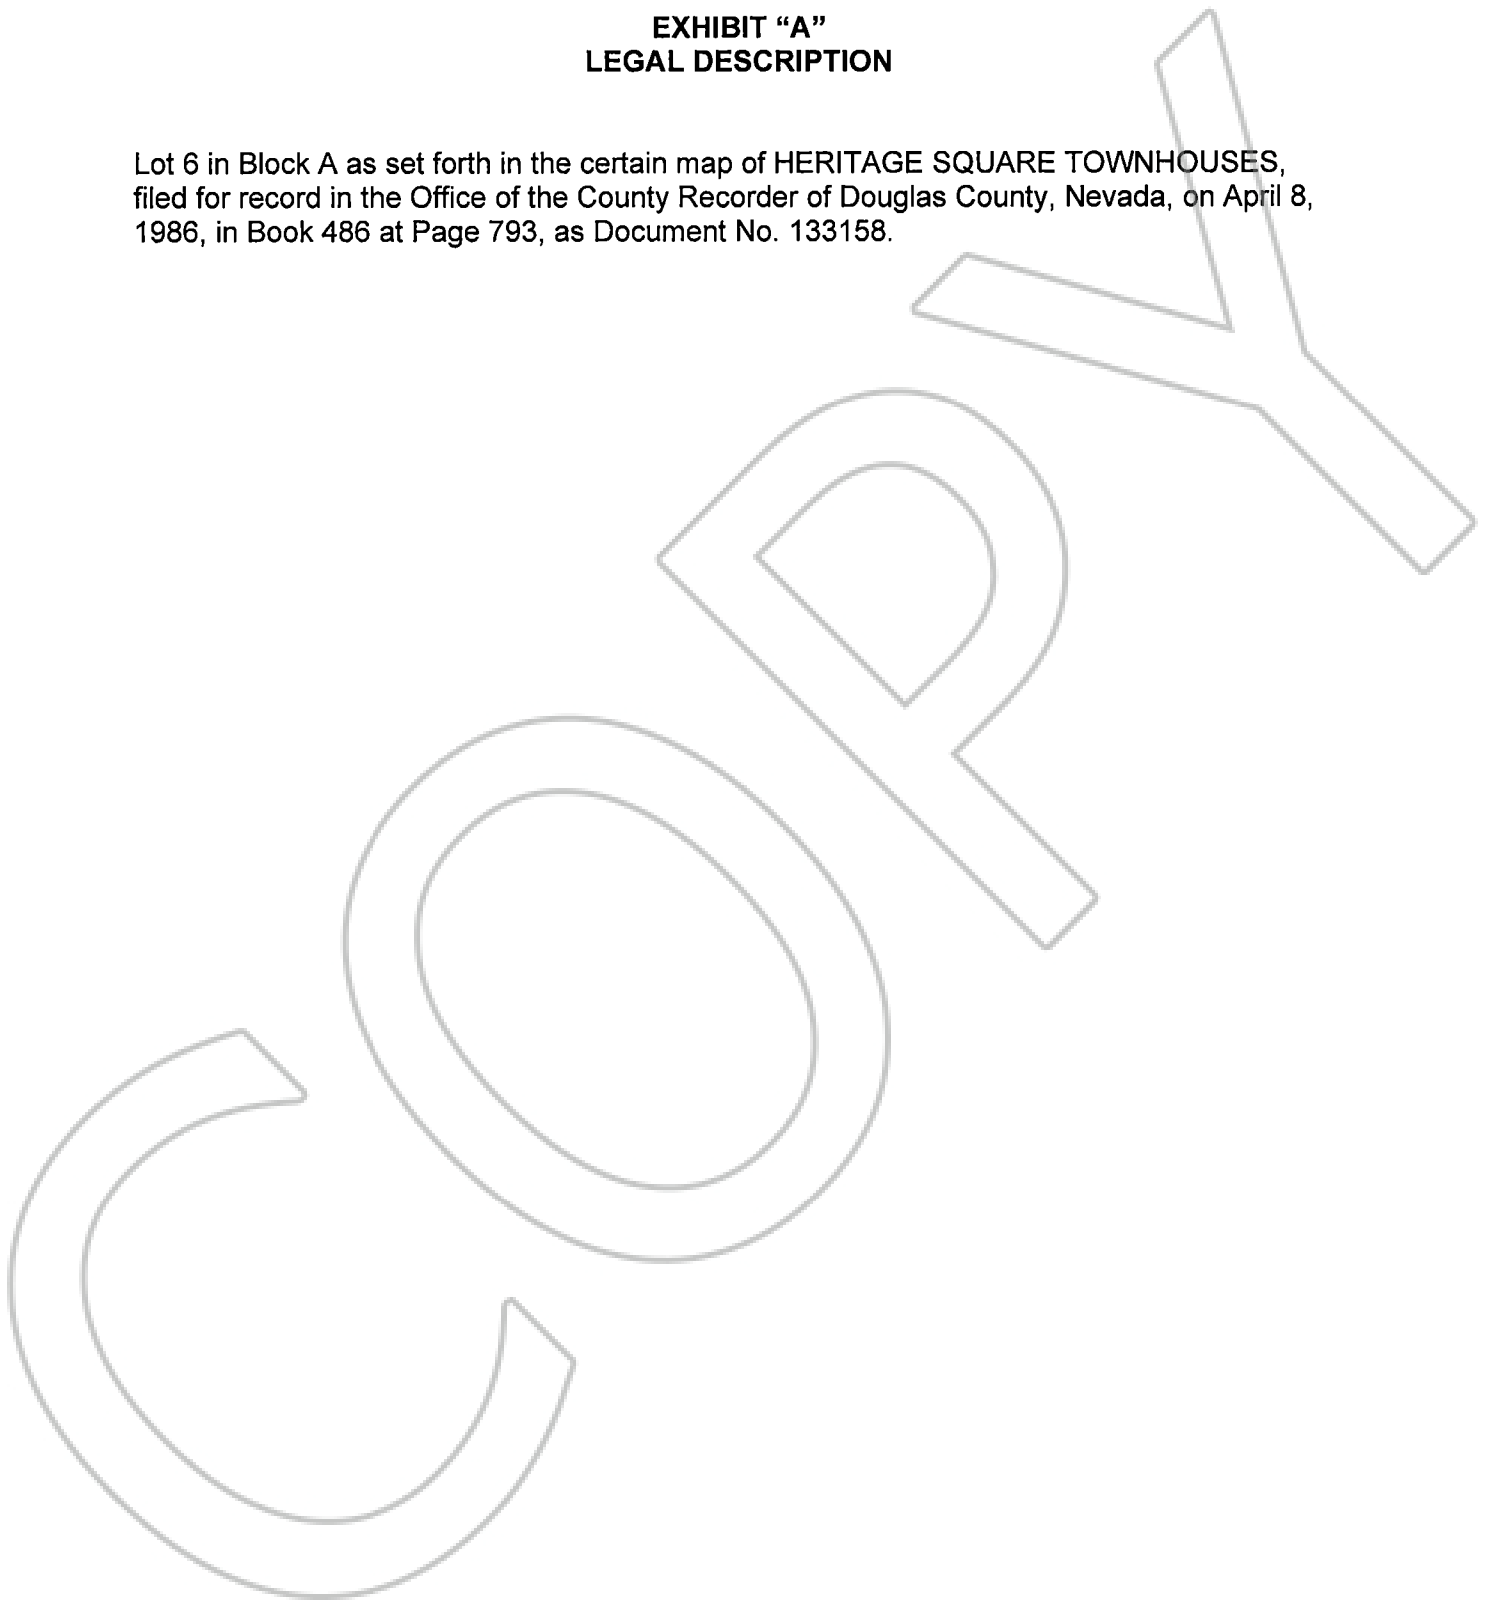 EXHIBIT “A”
LEGAL DESCRIPTION
Lot 6 in Block A as set forth in the certain map of HERITAGE SQUARE TOWNHOUSES,
filed for record in the Office of the County Recorder of Douglas County, Nevada, on April 8,
1986, in Book 486 at Page 793, as Document No. 133158.
COPY